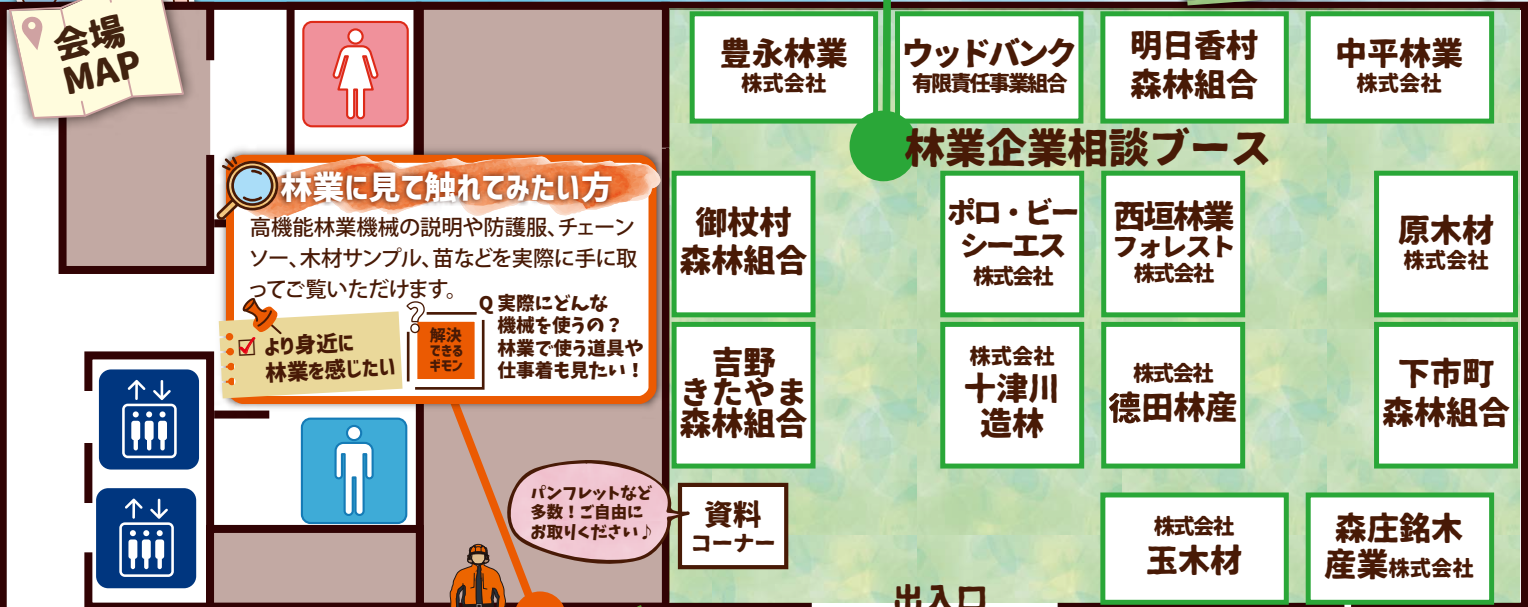 会場
MAP
豊永林業
株式会社
ウッドバンク
有限責任事業組合
明日香村
森林組合
中平林業
株式会社
林業企業相談ブース
林業に見て触れてみたい方
高機能林業機械の説明や防護服、チェーン
ソー、木材サンプル、苗などを実際に手に取
ってご覧いただけます。
より身近に
林業を感じたい
?
解決
できる
ギモン
Q 実際にどんな
機械を使うの？
林業で使う道具や
仕事着も見たい！
御杖村
森林組合
ポロ・ビー
シーエス
株式会社
西垣林業
フォレスト
株式会社
原木材
株式会社
吉野
きたやま
森林組合
株式会社
十津川
造林
株式会社
德田林産
下市町
森林組合
パンフレットなど
多数！ご自由に
お取りください♪
資料
コーナー
株式会社
玉木材
森庄銘木
産業株式会社
出入口